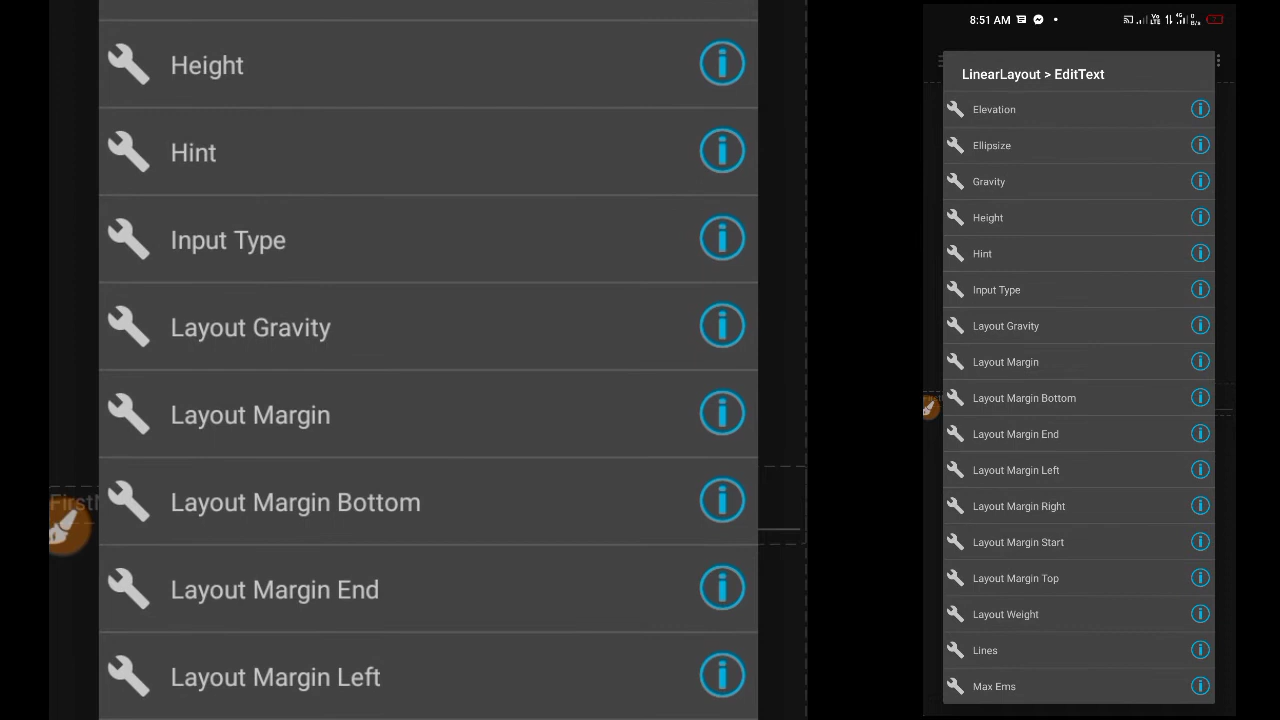 Height
Hint
Input Type
Layout Gravity
Layout Margin
Layout Margin Bottom
Layout Margin End
Layout Margin Left
8:51 AM
LinearLayout > EditText
Elevation
Ellipsize
Gravity
Height
Hint
Input Type
Layout Gravity
Layout Margin
Layout Margin Bottom
Layout Margin End
Layout Margin Left
Layout Margin Right
Layout Margin Start
Layout Margin Top
Layout Weight
Lines
Max Ems